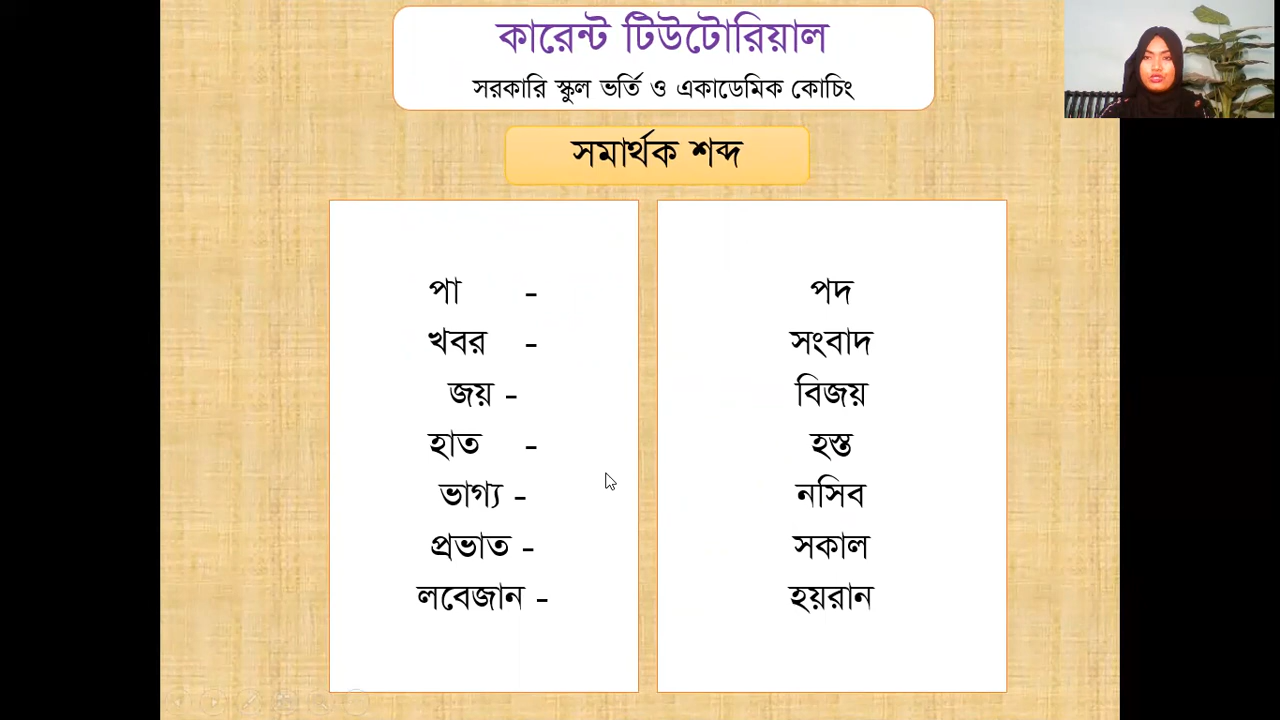 কারেন্ট টিউটোরিয়াল
সরকারি স্কুল ভর্তি ও একাডেমিক কোচিং
সমার্থক শব্দ
পা - পদ
খবর - সংবাদ
জয় - বিজয়
হাত - হস্ত
ভাগ্য - নসিব
প্রভাত - সকাল
লবেজান - হয়রান